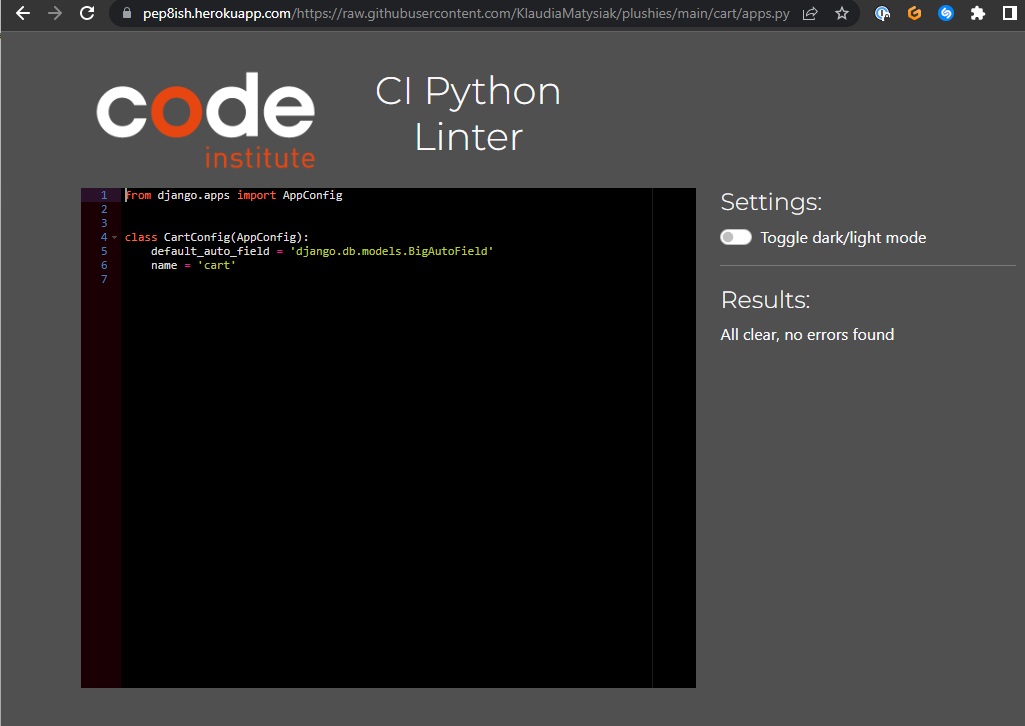 pep8ish.herokuapp.com/https://raw.githubusercontent.com/KlaudiaMatysiak/plushies/main/cart/apps.py
code
institute
CI Python
Linter
1 from django.apps import AppConfig
2
3
4 class CartConfig(AppConfig):
5     default_auto_field = 'django.db.models.BigAutoField'
6     name = 'cart'
7
Settings:
Toggle dark/light mode
Results:
All clear, no errors found